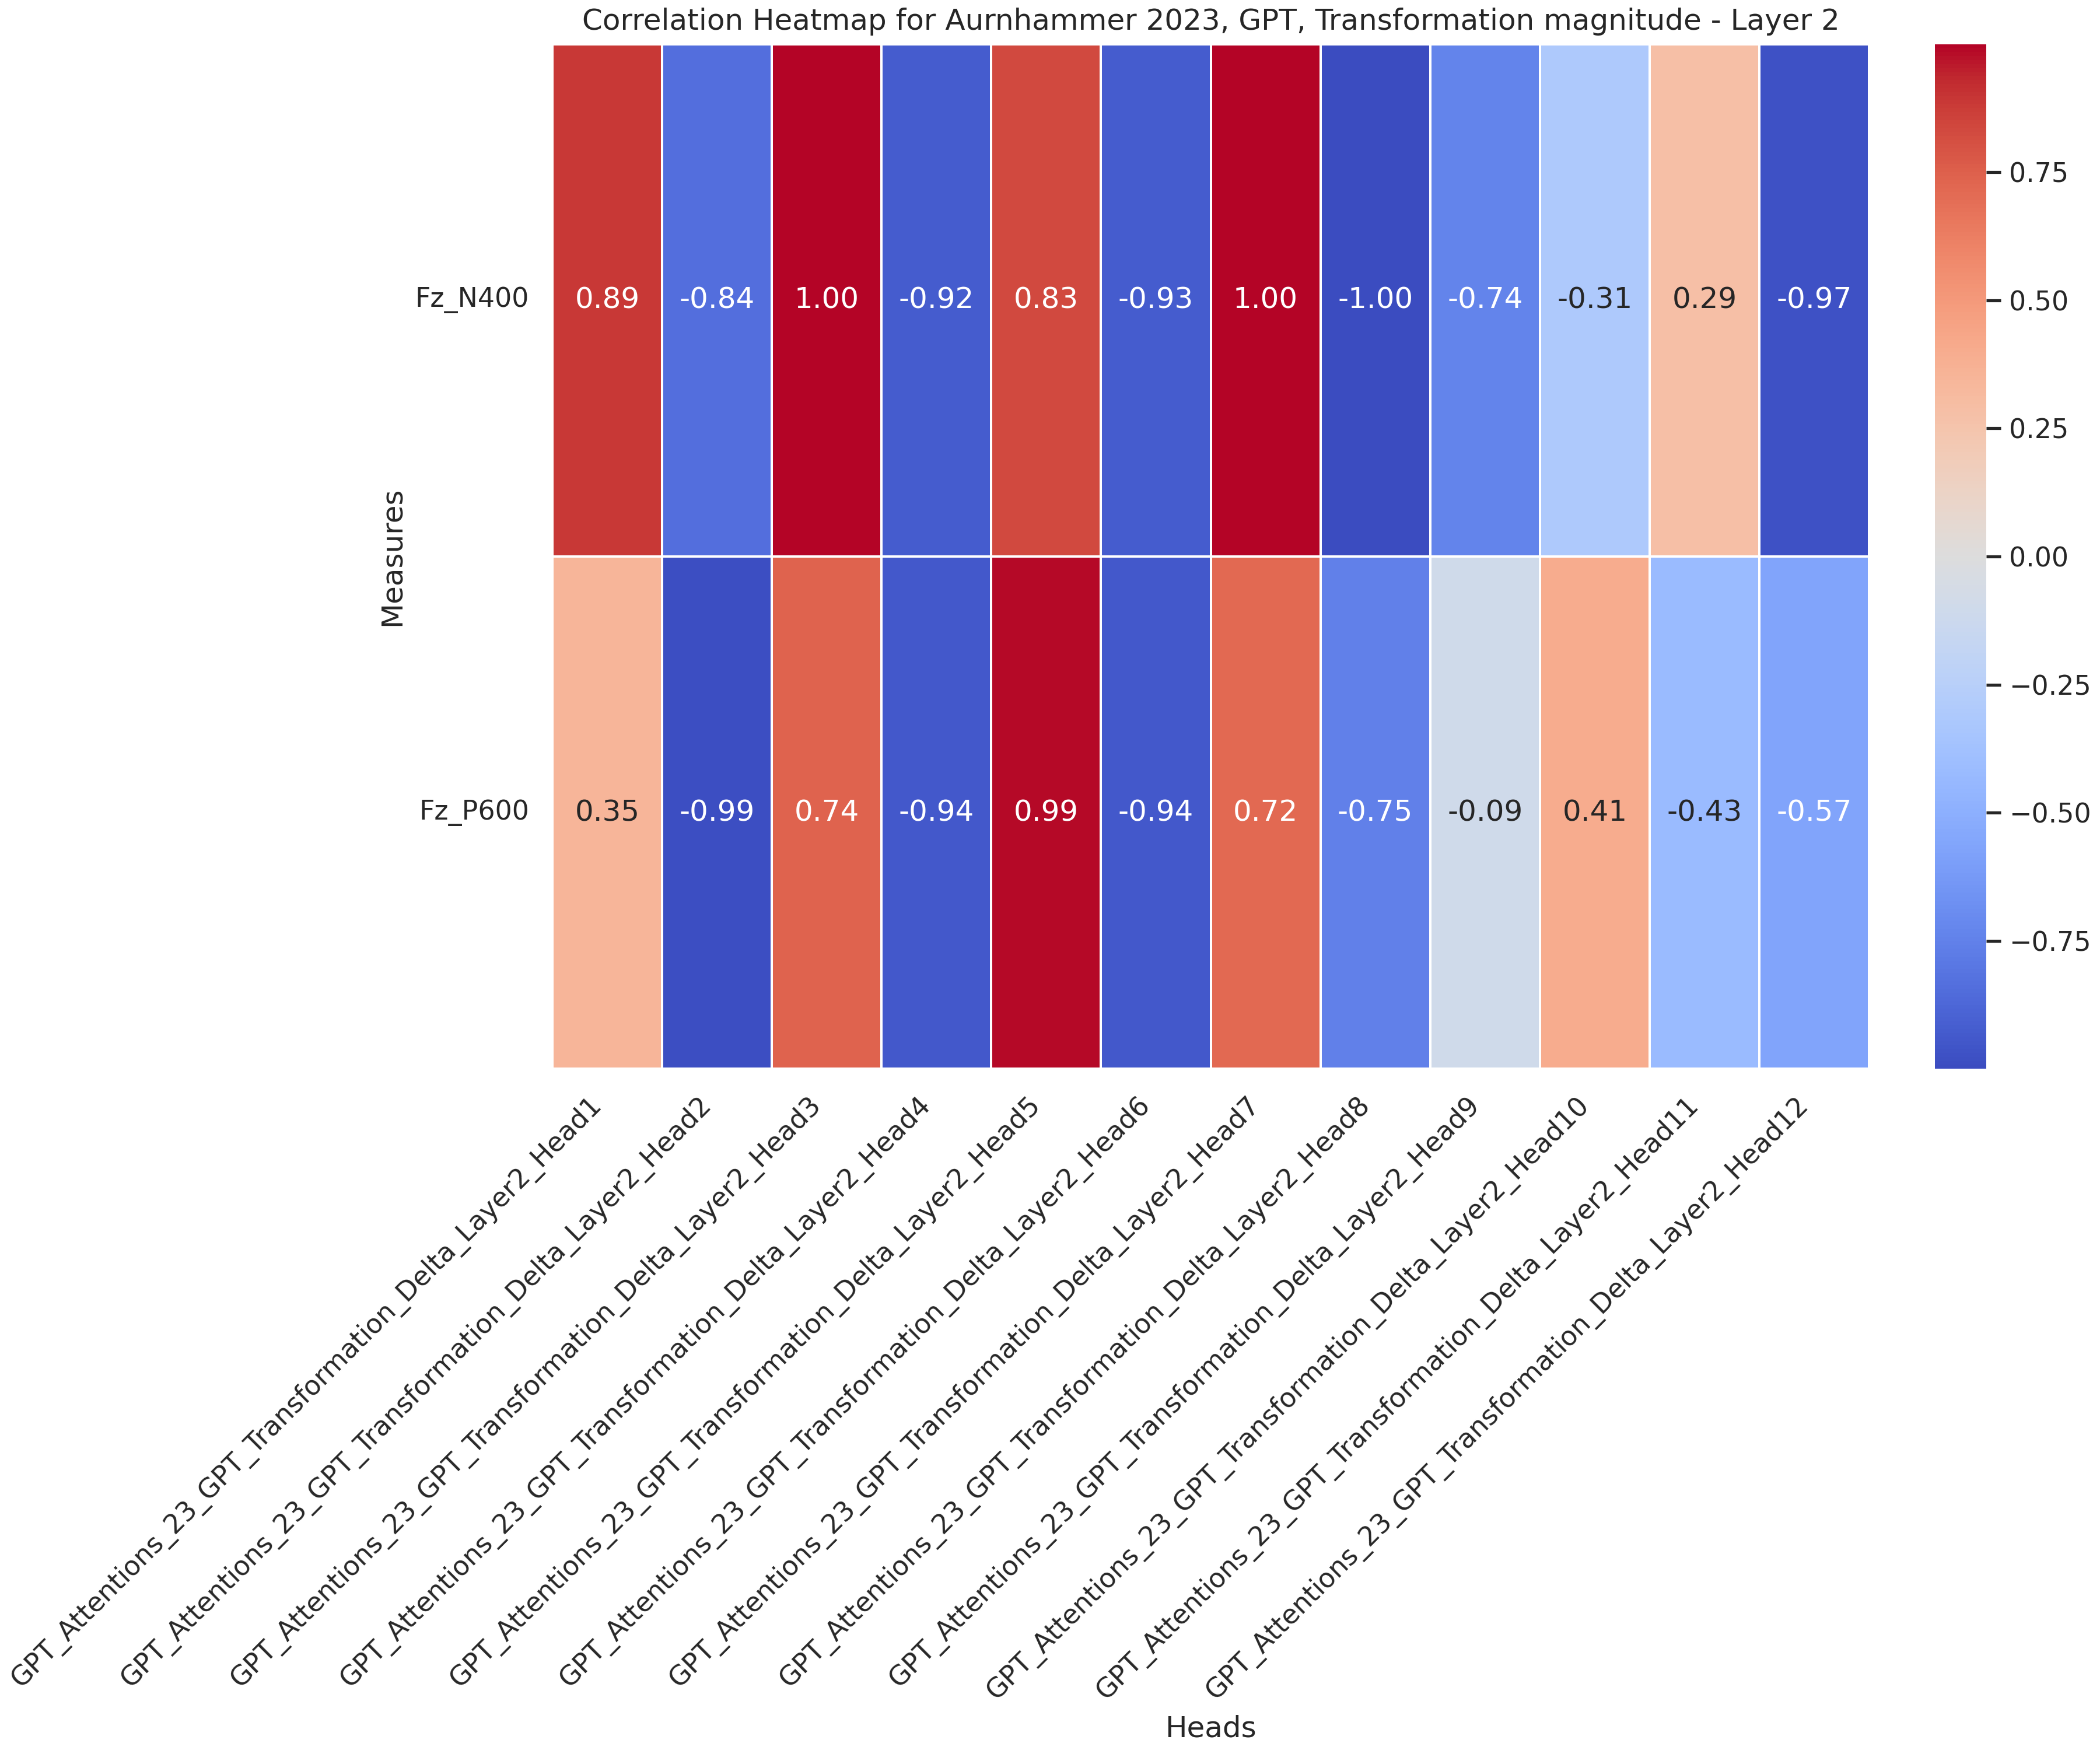 Correlation Heatmap for Aurnhammer 2023, GPT, Transformation magnitude - Layer 2
Measures
Fz_N400
0.89 -0.84 1.00 -0.92 0.83 -0.93 1.00 -1.00 -0.74 -0.31 0.29 -0.97
Fz_P600
0.35 -0.99 0.74 -0.94 0.99 -0.94 0.72 -0.75 -0.09 0.41 -0.43 -0.57
0.75
0.50
0.25
0.00
−0.25
−0.50
−0.75
GPT_Attentions_23_GPT_Transformation_Delta_Layer2_Head1
GPT_Attentions_23_GPT_Transformation_Delta_Layer2_Head2
GPT_Attentions_23_GPT_Transformation_Delta_Layer2_Head3
GPT_Attentions_23_GPT_Transformation_Delta_Layer2_Head4
GPT_Attentions_23_GPT_Transformation_Delta_Layer2_Head5
GPT_Attentions_23_GPT_Transformation_Delta_Layer2_Head6
GPT_Attentions_23_GPT_Transformation_Delta_Layer2_Head7
GPT_Attentions_23_GPT_Transformation_Delta_Layer2_Head8
GPT_Attentions_23_GPT_Transformation_Delta_Layer2_Head9
GPT_Attentions_23_GPT_Transformation_Delta_Layer2_Head10
GPT_Attentions_23_GPT_Transformation_Delta_Layer2_Head11
GPT_Attentions_23_GPT_Transformation_Delta_Layer2_Head12
Heads